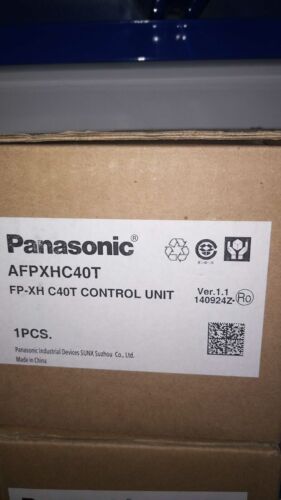 Panasonic
AFPXHC40T
FP-XH C40T CONTROL UNIT
Ver.1.1
140924Z-Ro
1PCS.
Panasonic Industrial Devices SUNX Suzhou Co., Ltd.
Made in China